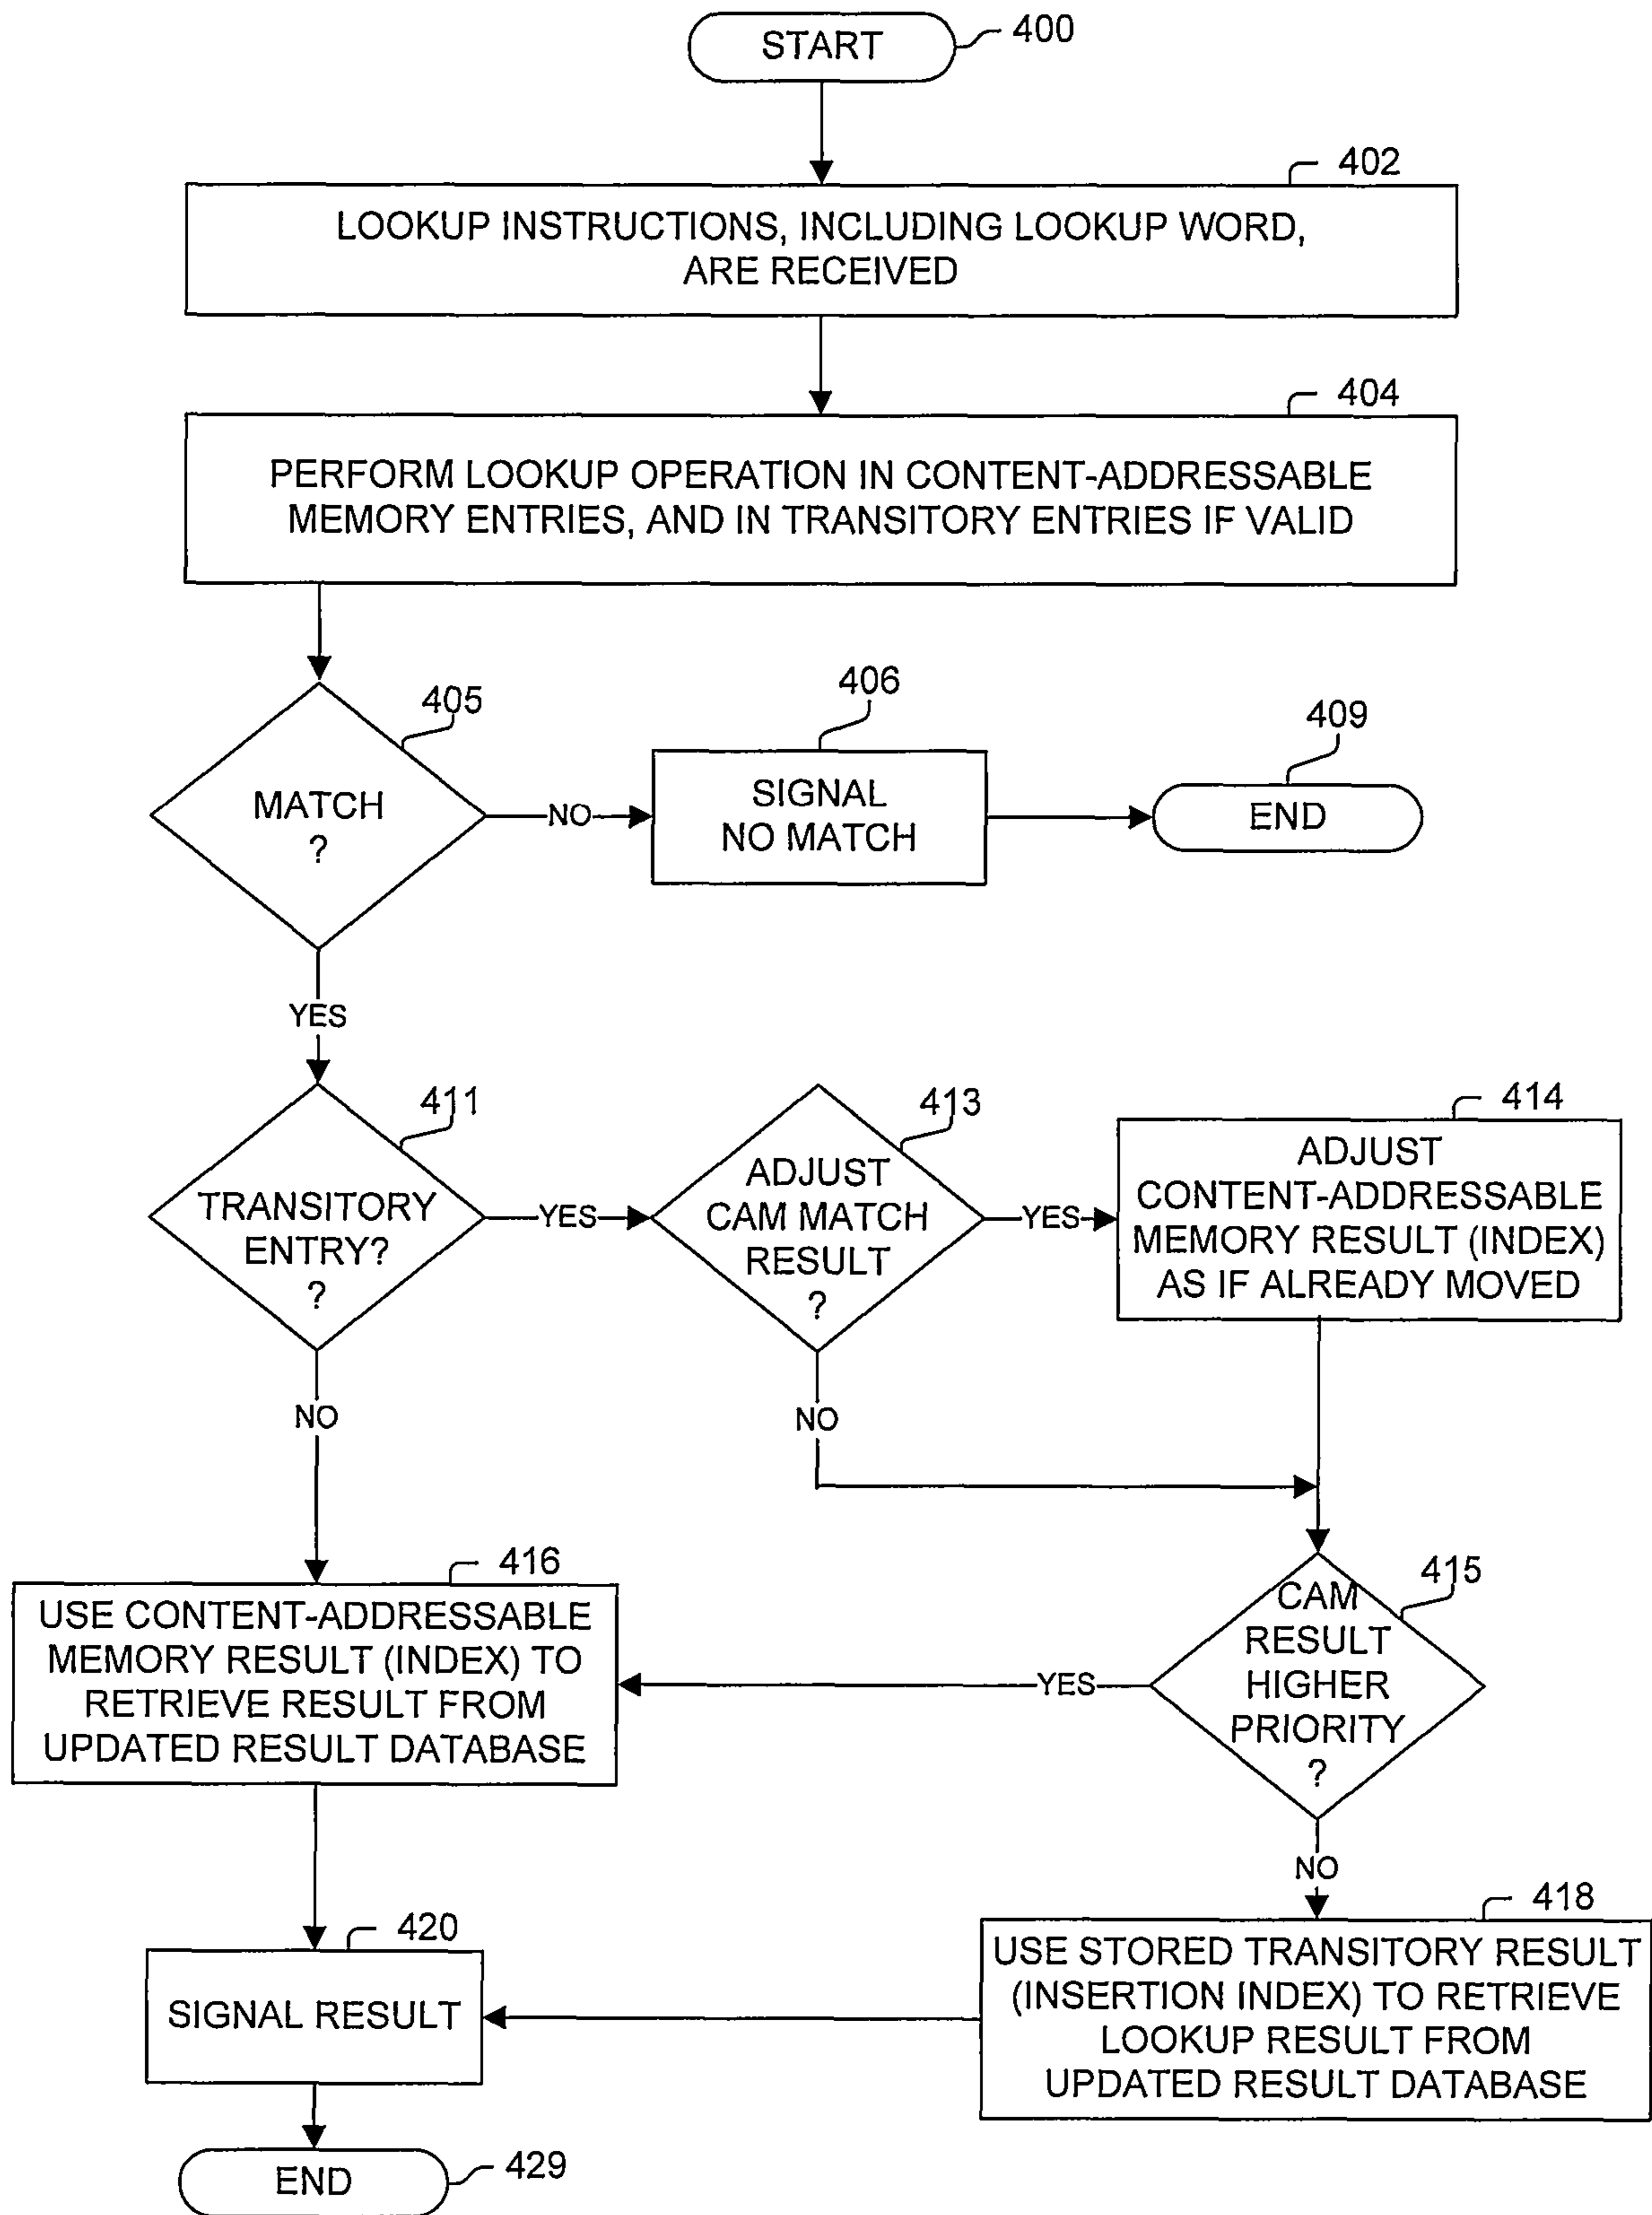 START
400
402
LOOKUP INSTRUCTIONS, INCLUDING LOOKUP WORD,
ARE RECEIVED
404
PERFORM LOOKUP OPERATION IN CONTENT-ADDRESSABLE
MEMORY ENTRIES, AND IN TRANSITORY ENTRIES IF VALID
405
MATCH
?
NO
406
SIGNAL
NO MATCH
409
END
YES
411
TRANSITORY
ENTRY?
?
YES
413
ADJUST
CAM MATCH
RESULT
?
YES
414
ADJUST
CONTENT-ADDRESSABLE
MEMORY RESULT (INDEX)
AS IF ALREADY MOVED
NO
NO
415
CAM
RESULT
HIGHER
PRIORITY
?
YES
416
USE CONTENT-ADDRESSABLE
MEMORY RESULT (INDEX) TO
RETRIEVE RESULT FROM
UPDATED RESULT DATABASE
NO
418
USE STORED TRANSITORY RESULT
(INSERTION INDEX) TO RETRIEVE
LOOKUP RESULT FROM
UPDATED RESULT DATABASE
420
SIGNAL RESULT
END
429